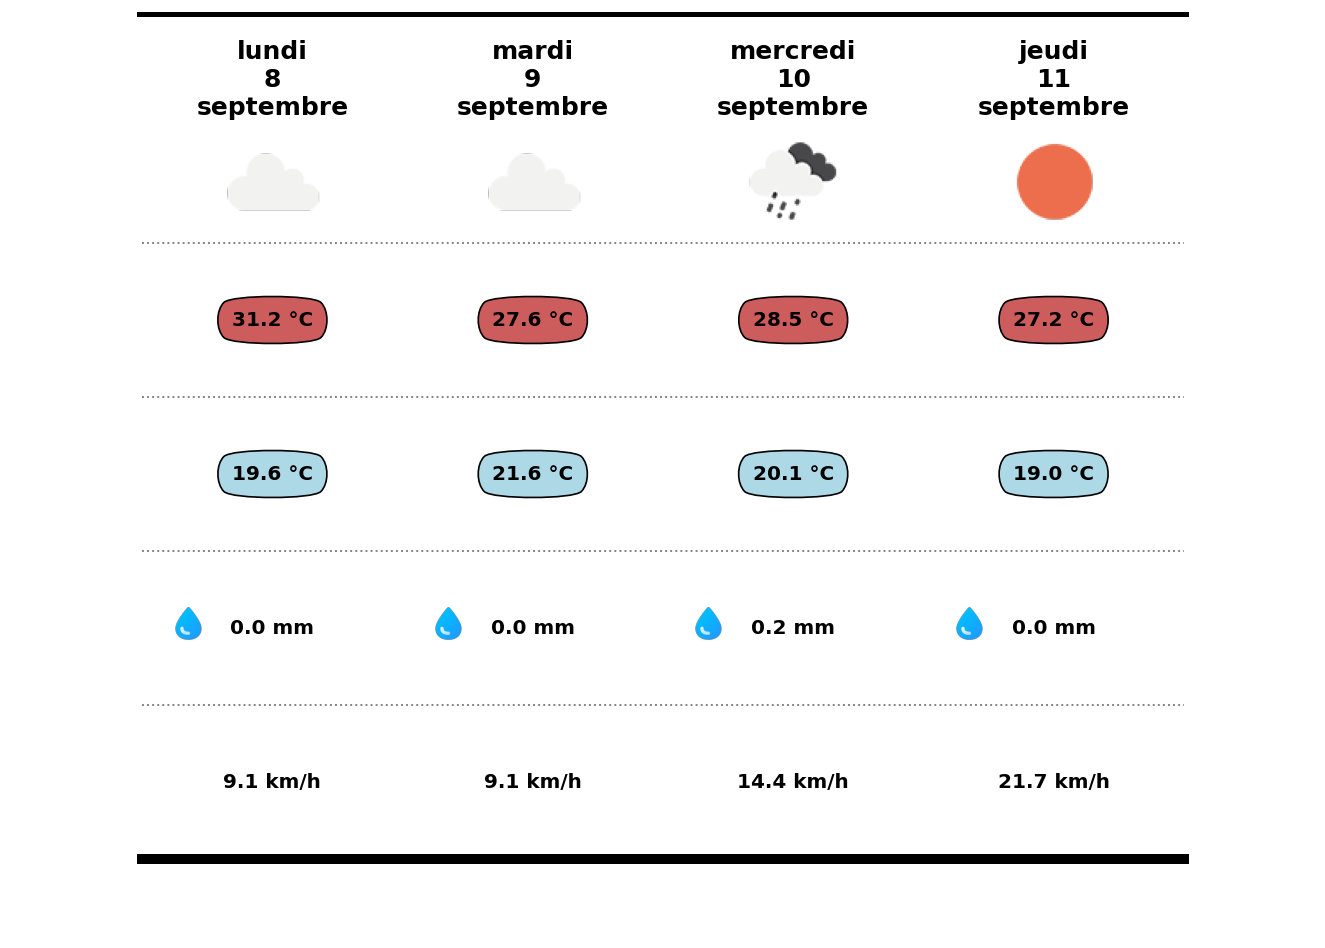 lundi
8
septembre
mardi
9
septembre
mercredi
10
septembre
jeudi
11
septembre
31.2 °C
27.6 °C
28.5 °C
27.2 °C
19.6 °C
21.6 °C
20.1 °C
19.0 °C
0.0 mm
0.0 mm
0.2 mm
0.0 mm
9.1 km/h
9.1 km/h
14.4 km/h
21.7 km/h